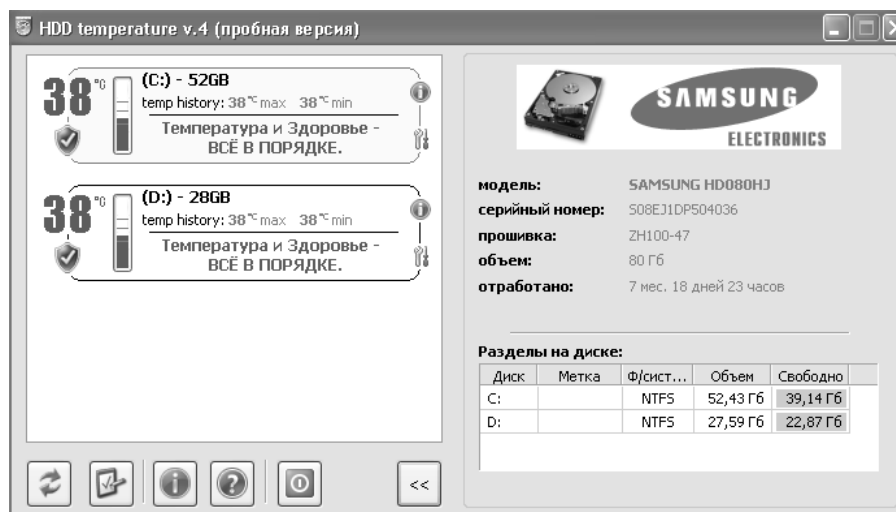 HDD temperature v.4 (пробная версия)
38 °C
(C:) - 52GB
temp history: 38 °C max 38 °C min
Температура и Здоровье -
ВСЁ В ПОРЯДКЕ.
38 °C
(D:) - 28GB
temp history: 38 °C max 38 °C min
Температура и Здоровье -
ВСЁ В ПОРЯДКЕ.
<<
SAMSUNG
ELECTRONICS
модель: SAMSUNG HD080HJ
серийный номер: S08EJ1DP504036
прошивка: ZH100-47
объем: 80 Гб
отработано: 7 мес. 18 дней 23 часов
Разделы на диске:
Диск Метка Ф/сист... Объем Свободно
C: NTFS 52,43 Гб 39,14 Гб
D: NTFS 27,59 Гб 22,87 Гб